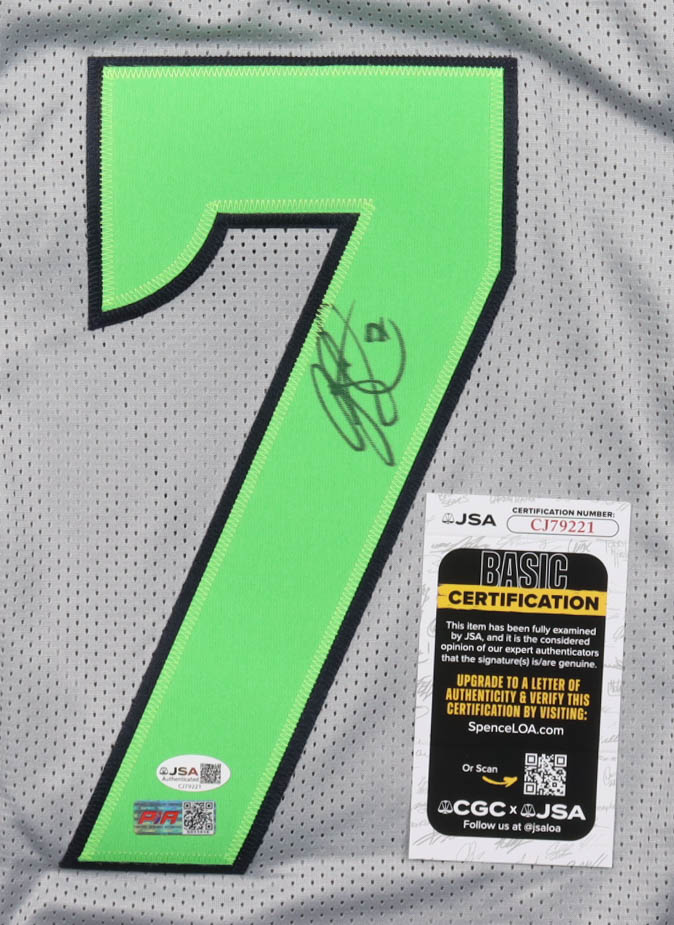 7
JSA
CERTIFICATION NUMBER:
CJ79221
BASIC
CERTIFICATION
This item has been fully examined
by JSA, and it is the considered
opinion of our expert authenticators
that the signature(s) is/are genuine.
UPGRADE TO A LETTER OF
AUTHENTICITY & VERIFY THIS
CERTIFICATION BY VISITING:
SpenceLOA.com
Or Scan
CGC x JSA
Follow us at @jsaloa
JSA
Authenticated
CJ79221
PIA